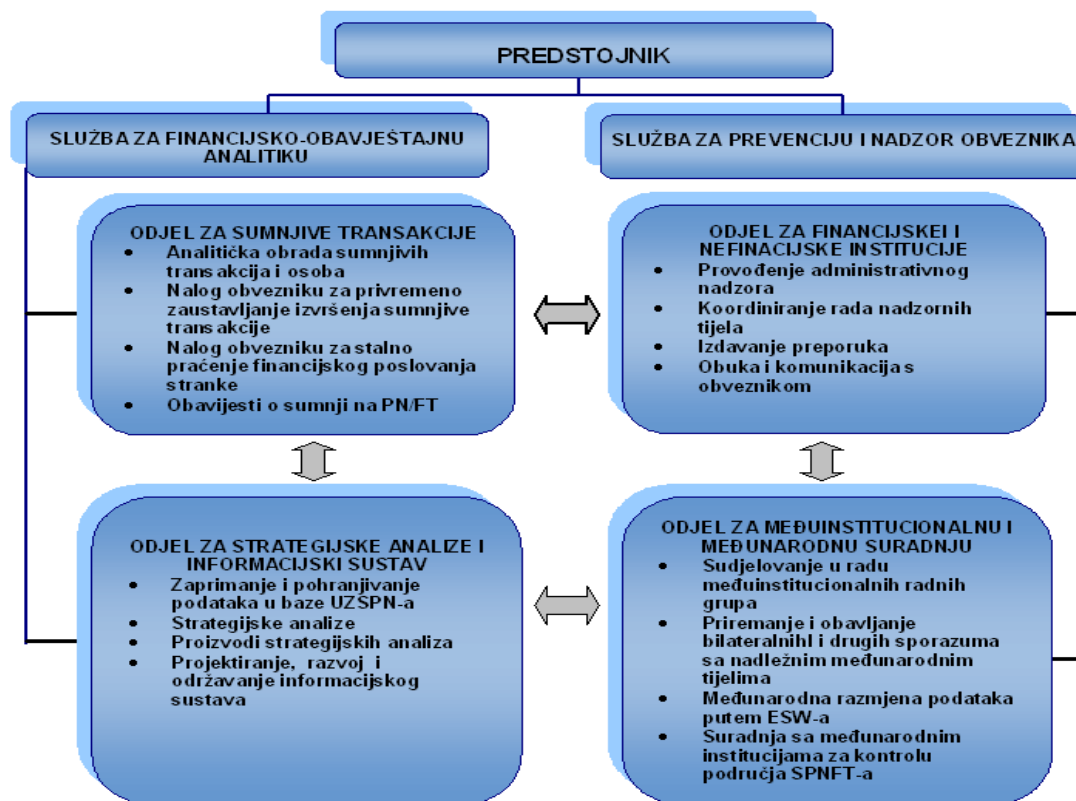 PREDSTOJNIK
SLUŽBA ZA FINANCIJSKO-OBAVJEŠTAJNU
ANALITIKU
SLUŽBA ZA PREVENCIJU I NADZOR OBVEZNIKA
ODJEL ZA SUMNJIVE TRANSAKCIJE
• Analitička obrada sumnjivih
transakcija i osoba
• Nalog obvezniku za privremeno
zaustavljanje izvršenja sumnjive
transakcije
• Nalog obvezniku za stalno
praćenje financijskog poslovanja
stranke
• Obavijesti o sumnji na PN/FT
ODJEL ZA FINANCIJSKEI I
NEFINACIJSKE INSTITUCIJE
• Provođenje administrativnog
nadzora
• Koordiniranje rada nadzornih
tijela
• Izdavanje preporuka
• Obuka i komunikacija s
obveznikom
ODJEL ZA STRATEGIJSKE ANALIZE I
INFORMACIJSKI SUSTAV
• Zaprimanje i pohranjivanje
podataka u baze UZSPN-a
• Strategijske analize
• Proizvodi strategijskih analiza
• Projektiranje, razvoj i
održavanje informacijskog
sustava
ODJEL ZA MEĐUINSTITUCIONALNU I
MEĐUNARODNU SURADNJU
• Sudjelovanje u radu
međuinstitucionalnih radnih
grupa
• Priremanje i obavljanje
bilateralnihl i drugih sporazuma
sa nadležnim međunarodnim
tijelima
• Međunarodna razmjena podataka
putem ESW-a
• Suradnja sa međunarodnim
institucijama za kontrolu
područja SPNFT-a